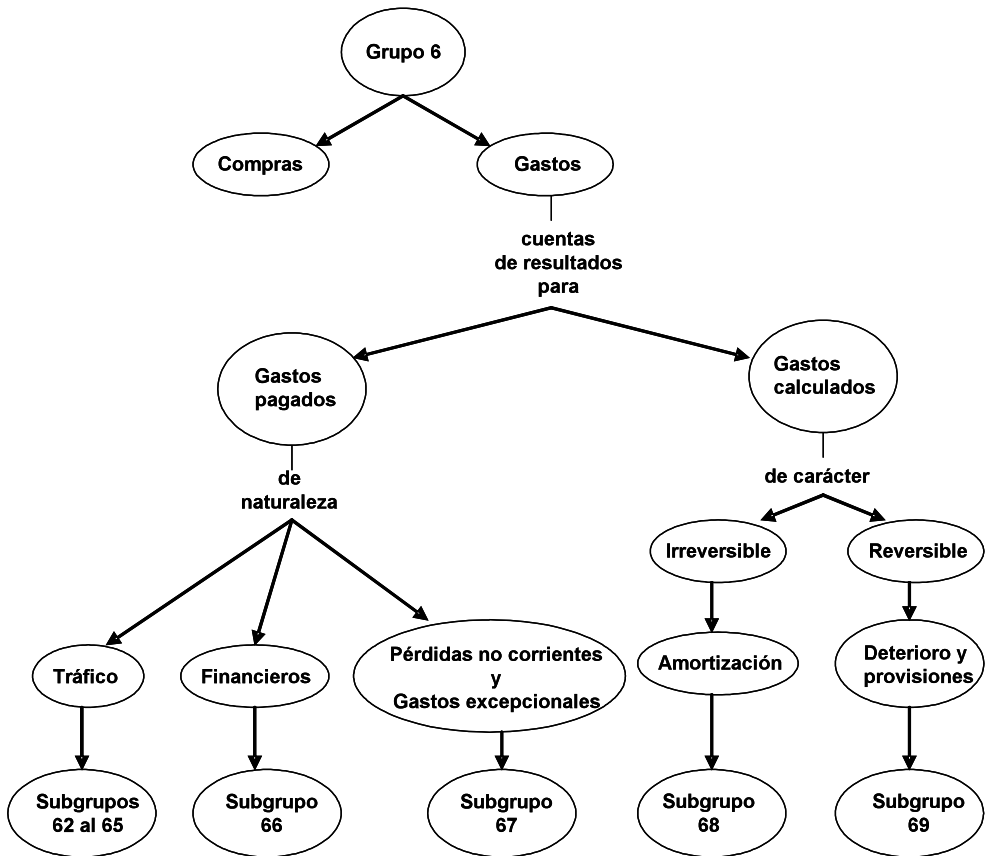 Grupo 6
Compras
Gastos
cuentas
de resultados
para
Gastos
pagados
Gastos
calculados
de
naturaleza
de carácter
Irreversible
Reversible
Tráfico
Financieros
Pérdidas no corrientes
y
Gastos excepcionales
Amortización
Deterioro y
provisiones
Subgrupos
62 al 65
Subgrupo
66
Subgrupo
67
Subgrupo
68
Subgrupo
69